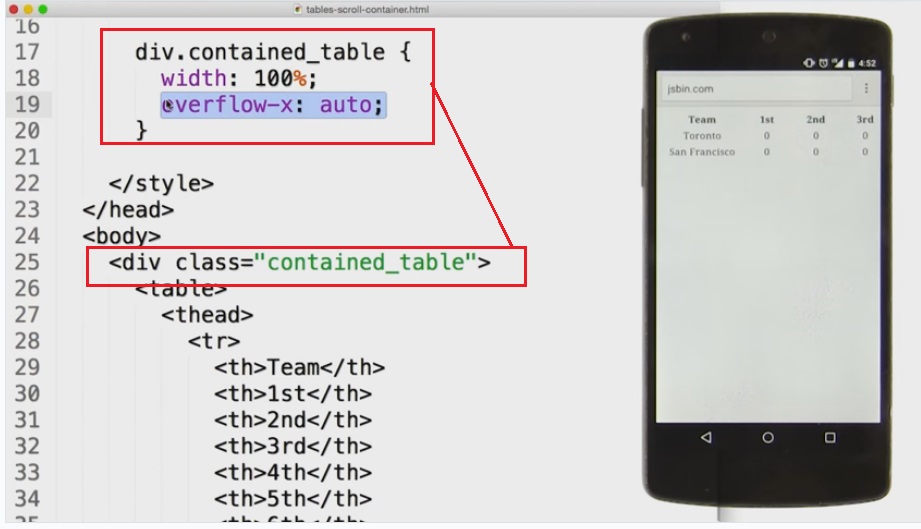 tables-scroll-container.html
16
17 div.contained_table {
18 width: 100%;
19 overflow-x: auto;
20 }
21
22 </style>
23 </head>
24 <body>
25 <div class="contained_table">
26 <table>
27 <thead>
28 <tr>
29 <th>Team</th>
30 <th>1st</th>
31 <th>2nd</th>
32 <th>3rd</th>
33 <th>4th</th>
34 <th>5th</th>
4:52
jsbin.com
Team 1st 2nd 3rd
Toronto 0 0 0
San Francisco 0 0 0